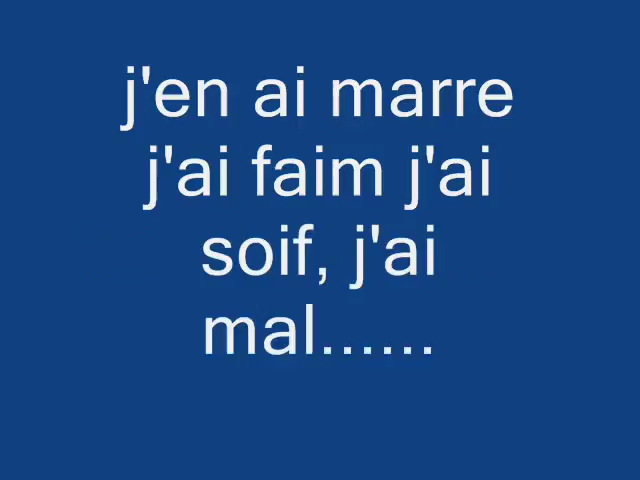 j'en ai marre
j'ai faim j'ai
soif, j'ai
mal......